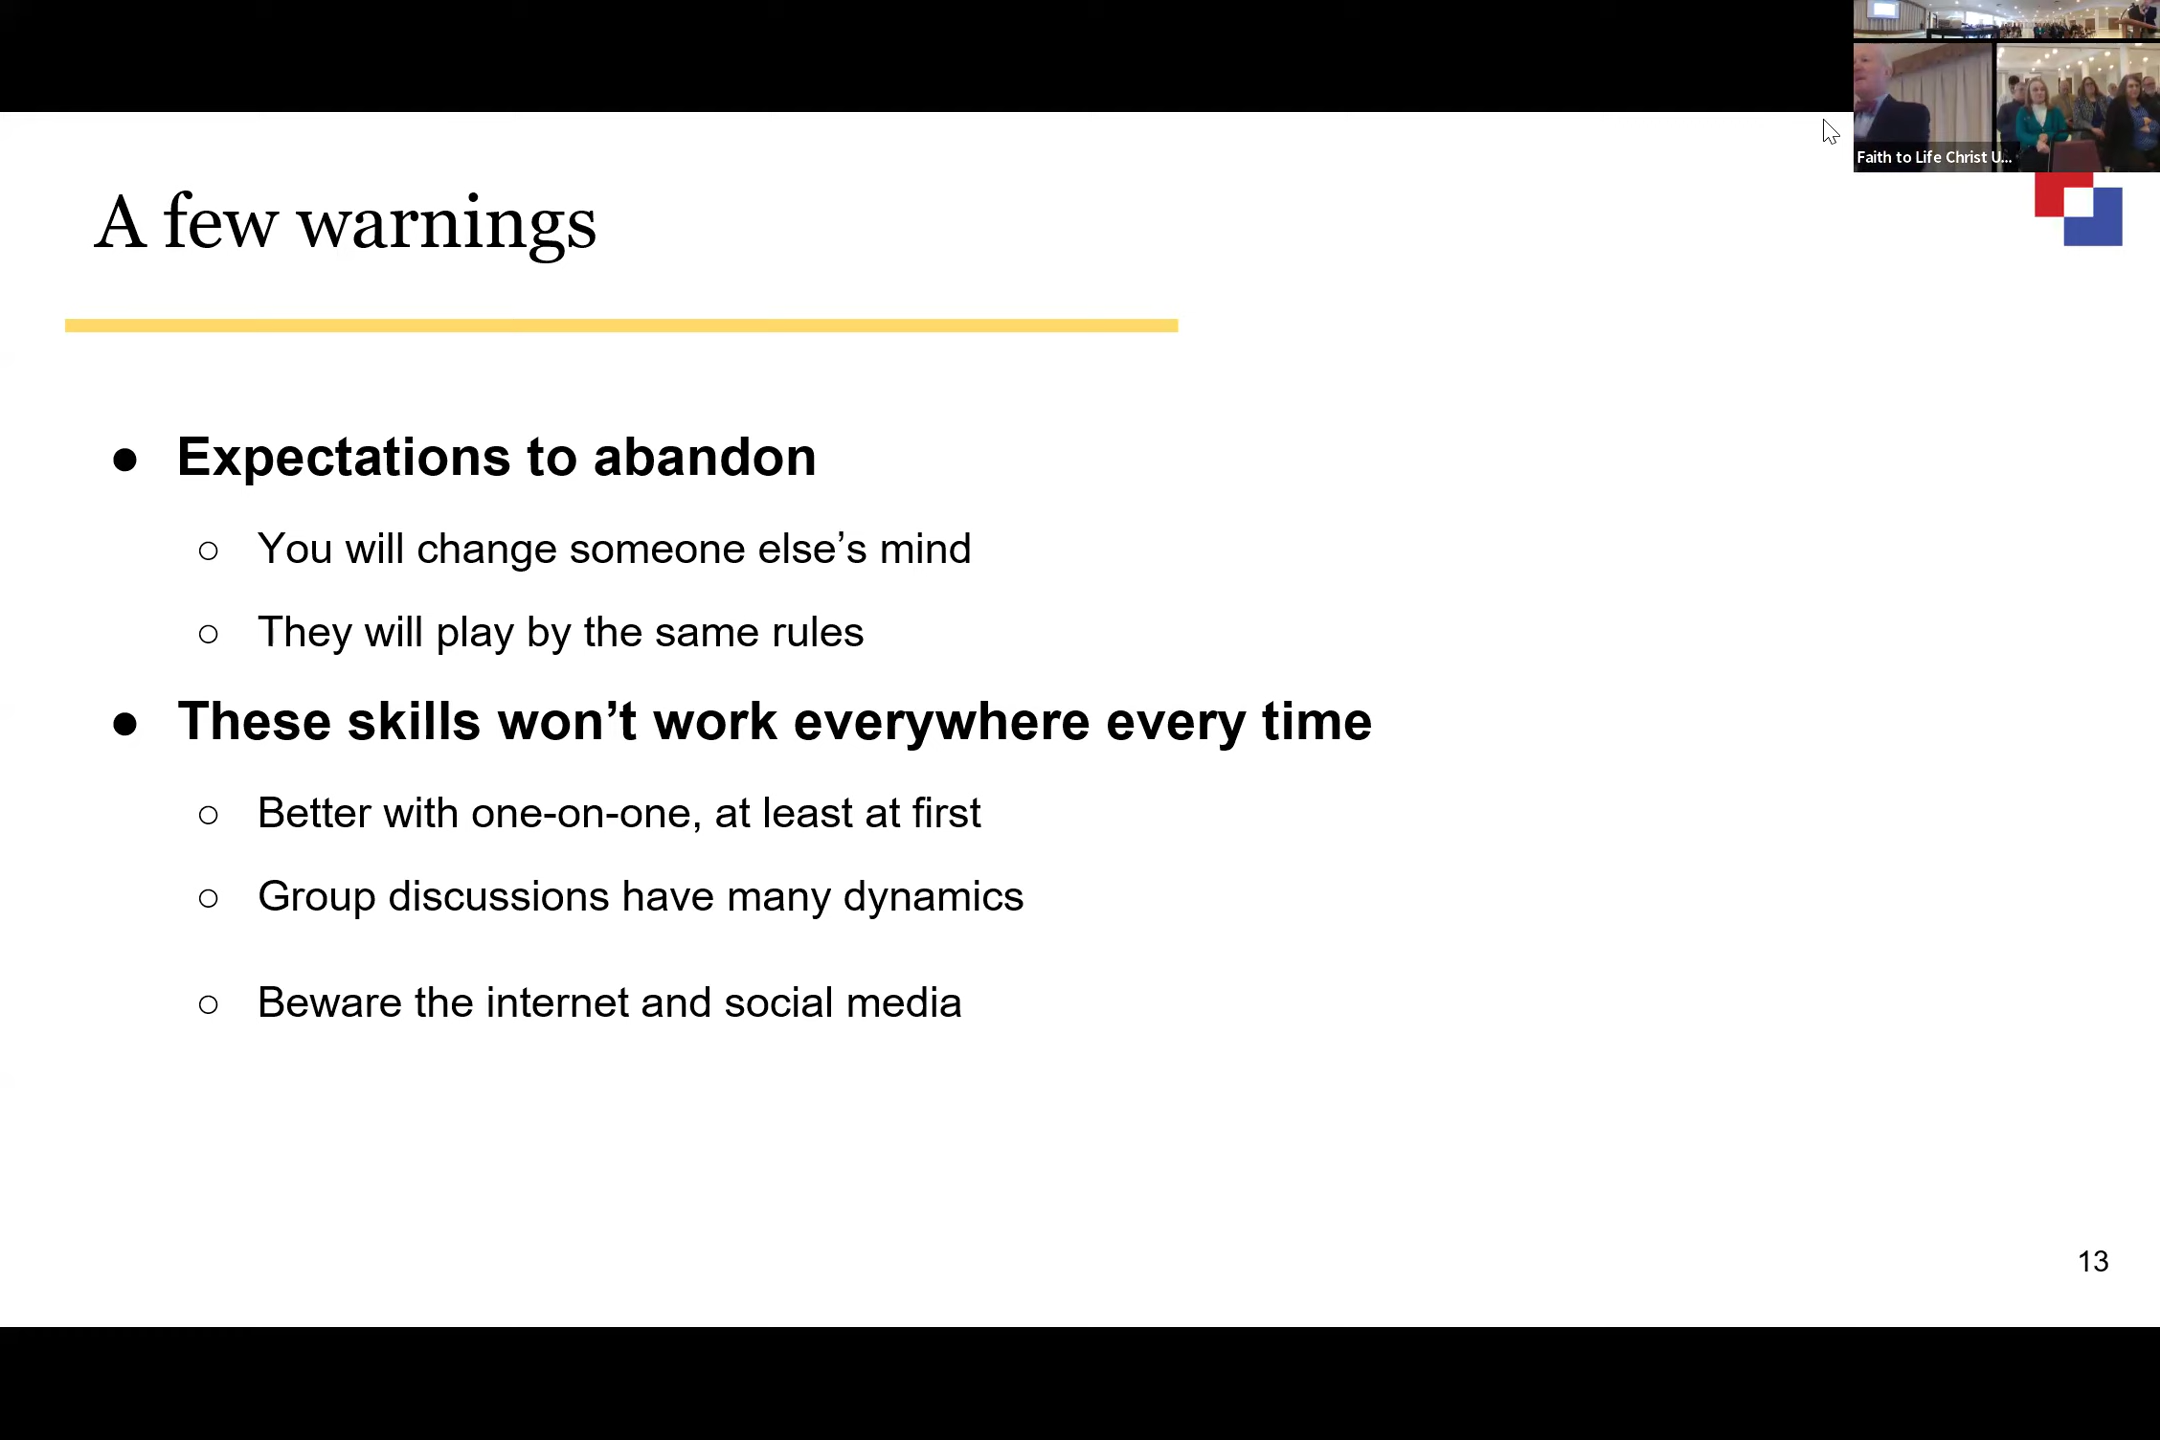 Faith to Life Christ U...
A few warnings
● Expectations to abandon
○ You will change someone else’s mind
○ They will play by the same rules
● These skills won’t work everywhere every time
○ Better with one-on-one, at least at first
○ Group discussions have many dynamics
○ Beware the internet and social media
13